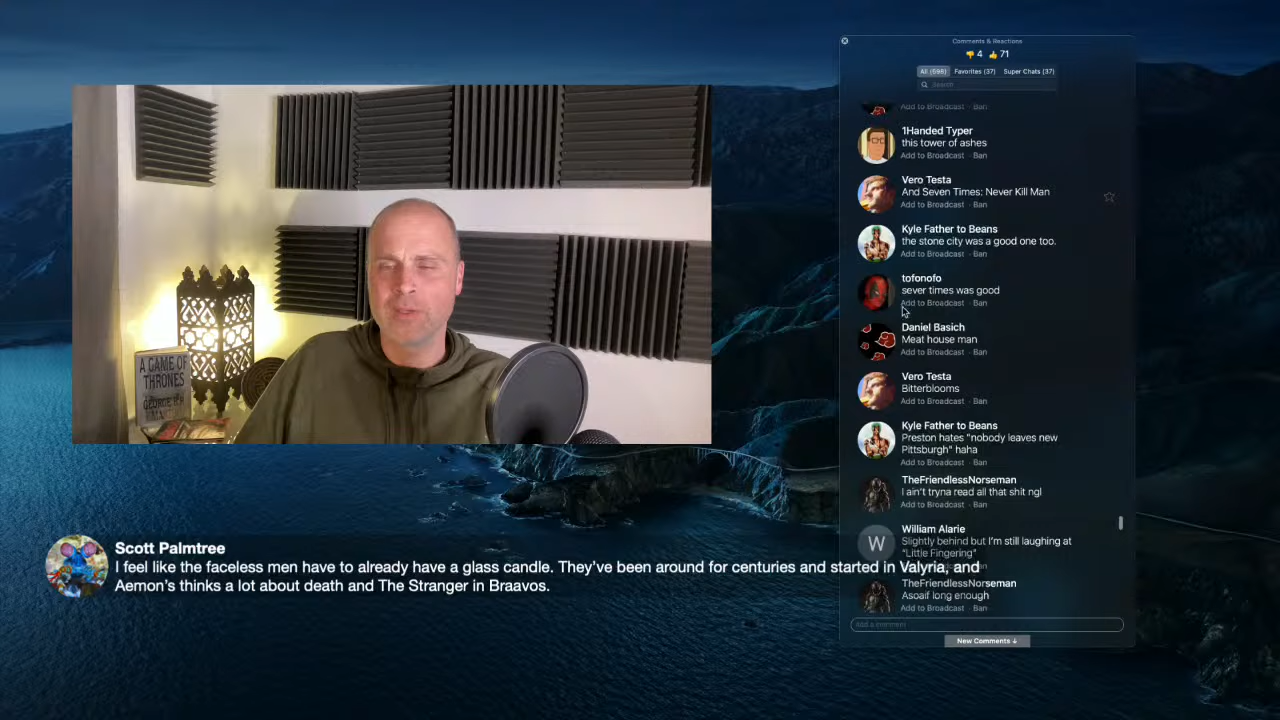 Comments & Reactions
👎 4 👍 71
All (598) Favorites (37) Super Chats (37)
Search
Add to Broadcast - Ban
1Handed Typer
this tower of ashes
Add to Broadcast - Ban
Vero Testa
And Seven Times: Never Kill Man
Add to Broadcast - Ban
Kyle Father to Beans
the stone city was a good one too.
Add to Broadcast - Ban
tofonofo
sever times was good
Add to Broadcast - Ban
Daniel Basich
Meat house man
Add to Broadcast - Ban
Vero Testa
Bitterblooms
Add to Broadcast - Ban
Kyle Father to Beans
Preston hates "nobody leaves new
Pittsburgh" haha
Add to Broadcast - Ban
TheFriendlessNorseman
I ain't tryna read all that shit ngl
Add to Broadcast - Ban
W
William Alarie
Slightly behind but I'm still laughing at
"Little Fingering"
TheFriendlessNorseman
Asoaif long enough
Add to Broadcast - Ban
Add a comment
New Comments ↓
A GAME OF
THRONES
GEORGE R.R.
Scott Palmtree
I feel like the faceless men have to already have a glass candle. They've been around for centuries and started in Valyria, and
Aemon's thinks a lot about death and The Stranger in Braavos.